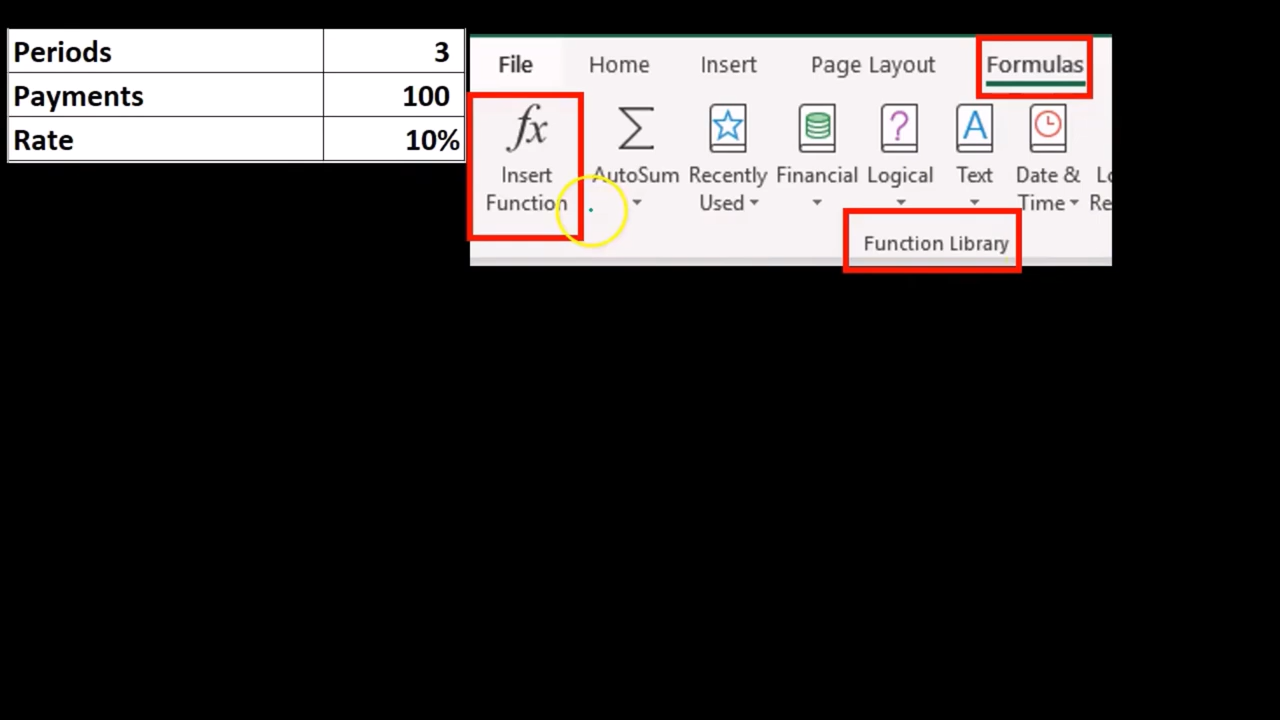 Periods 3
Payments 100
Rate 10%
File Home Insert Page Layout Formulas
fx
Insert Function
AutoSum
Recently Used
Financial
Logical
Text
Date & Time
Function Library